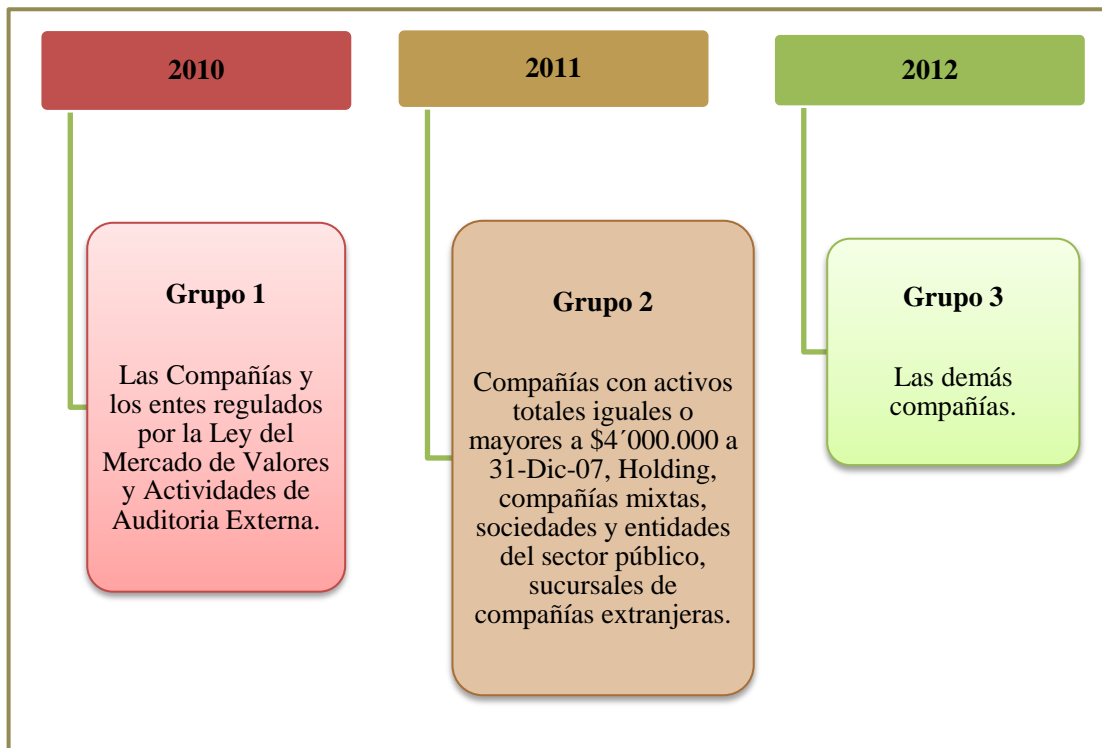 2010
Grupo 1
Las Compañías y
los entes regulados
por la Ley del
Mercado de Valores
y Actividades de
Auditoria Externa.
2011
Grupo 2
Compañías con activos
totales iguales o
mayores a $4´000.000 a
31-Dic-07, Holding,
compañías mixtas,
sociedades y entidades
del sector público,
sucursales de
compañías extranjeras.
2012
Grupo 3
Las demás
compañías.